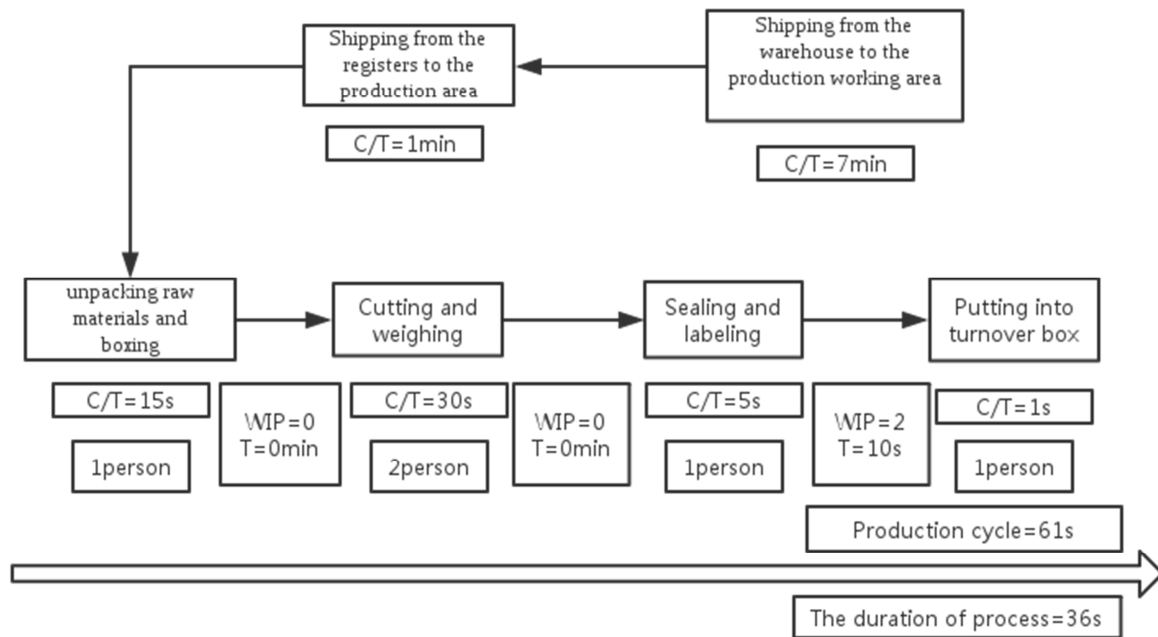 Shipping from the
registers to the
production area
Shipping from the
warehouse to the
production working area
C/T=1min
C/T=7min
unpacking raw
materials and
boxing
Cutting and
weighing
Sealing and
labeling
Putting into
turnover box
C/T=15s
WIP=0
T=0min
C/T=30s
WIP=0
T=0min
C/T=5s
WIP=2
T=10s
C/T=1s
1person
2person
1person
1person
Production cycle=61s
The duration of process=36s